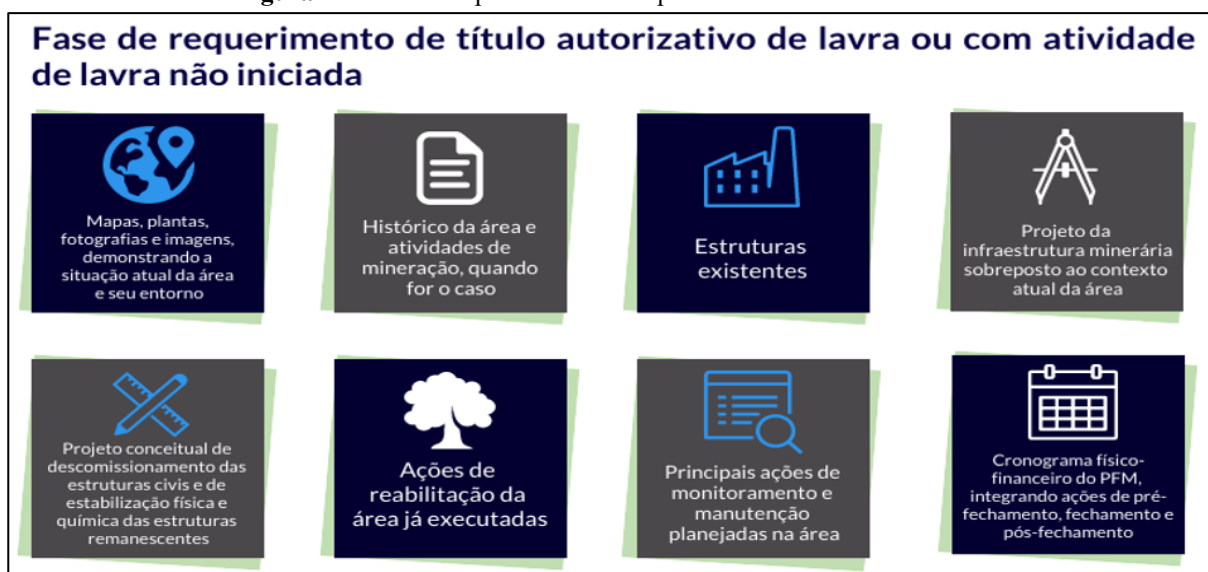 Fase de requerimento de título autorizativo de lavra ou com atividade
de lavra não iniciada
Mapas, plantas,
fotografias e imagens,
demonstrando a
situação atual da área
e seu entorno
Histórico da área e
atividades de
mineração, quando
for o caso
Estruturas
existentes
Projeto da
infraestrutura minerária
sobreposto ao contexto
atual da área
Projeto conceitual de
descomissionamento das
estruturas civis e de
estabilização física e
química das estruturas
remanescentes
Ações de
reabilitação da
área já executadas
Principais ações de
monitoramento e
manutenção
planejadas na área
Cronograma físico-
financeiro do PFM,
integrando ações de pré-
fechamento, fechamento e
pós-fechamento